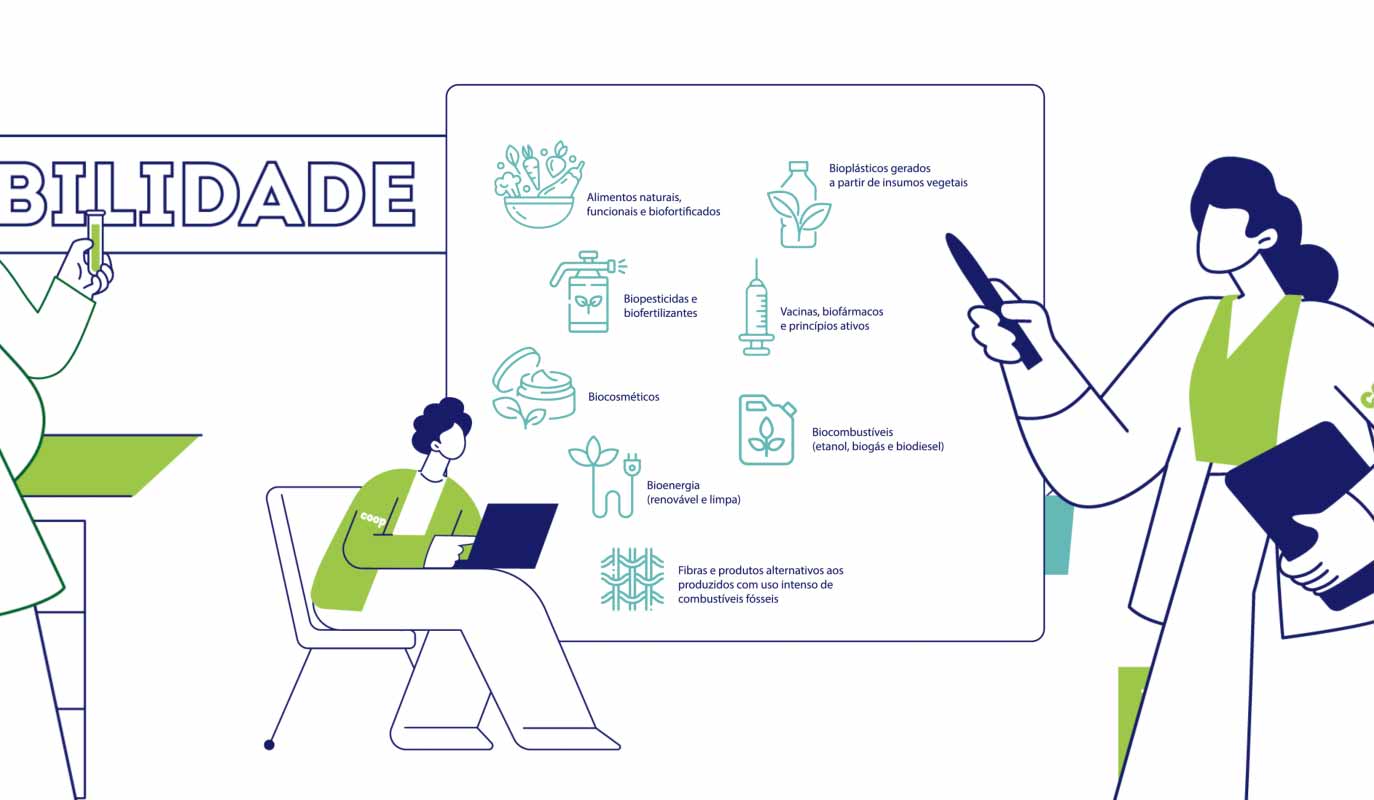 BILIDADE
Alimentos naturais,
funcionais e biofortificados
Bioplásticos gerados
a partir de insumos vegetais
Biopesticidas e
biofertilizantes
Vacinas, biofármacos
e princípios ativos
Biocosméticos
Biocombustíveis
(etanol, biogás e biodiesel)
Bioenergia
(renovável e limpa)
Fibras e produtos alternativos aos
produzidos com uso intenso de
combustíveis fósseis
coop